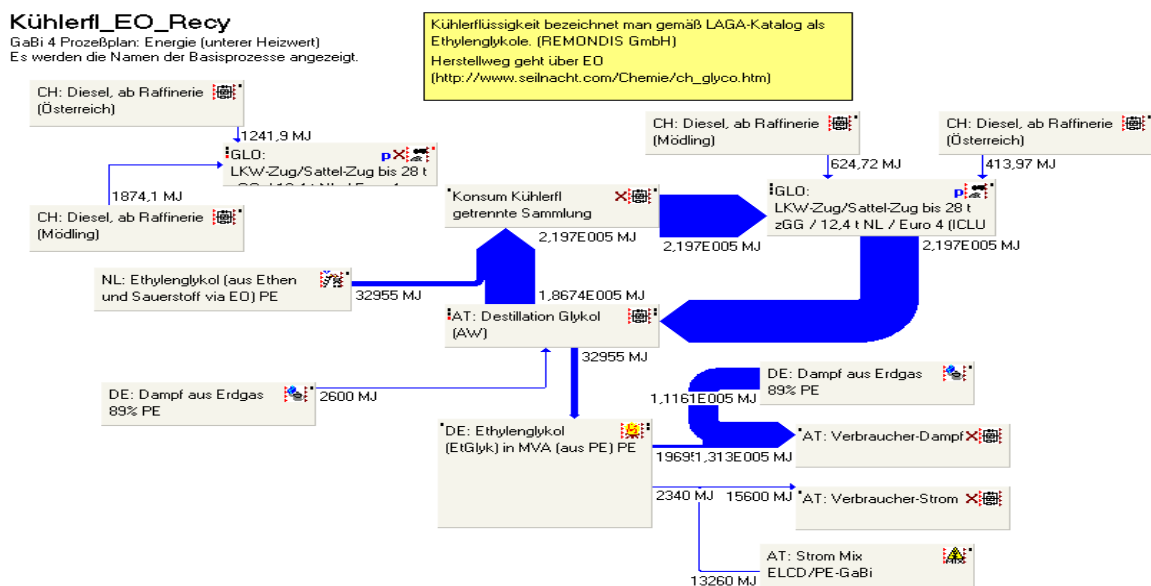 Kühlerfl_EO_Recy
GaBi 4 Prozeßplan: Energie (unterer Heizwert)
Es werden die Namen der Basisprozesse angezeigt.
Kühlerflüssigkeit bezeichnet man gemäß LAGA-Katalog als
Ethylenglykole. (REMONDIS GmbH)
Herstellweg geht über EO
(http://www.seilnacht.com/Chemie/ch_glyco.htm)
CH: Diesel, ab Raffinerie
(Österreich)
1241,9 MJ
GLO:
LKW-Zug/Sattel-Zug bis 28 t
1874,1 MJ
CH: Diesel, ab Raffinerie
(Mödling)
CH: Diesel, ab Raffinerie
(Mödling)
624,72 MJ
CH: Diesel, ab Raffinerie
(Österreich)
413,97 MJ
Konsum Kühlerfl
getrennte Sammlung
2,197E005 MJ
2,197E005 MJ
GLO:
LKW-Zug/Sattel-Zug bis 28 t
zGG / 12,4 t NL / Euro 4 (ICLU
2,197E005 MJ
NL: Ethylenglykol (aus Ethen
und Sauerstoff via EO) PE
32955 MJ
1,8674E005 MJ
AT: Destillation Glykol
(AW)
32955 MJ
DE: Dampf aus Erdgas
89% PE
2600 MJ
DE: Dampf aus Erdgas
89% PE
1,1161E005 MJ
DE: Ethylenglykol
(EtGlyk) in MVA (aus PE) PE
1,313E005 MJ
AT: Verbraucher-Dampf
2340 MJ
15600 MJ
AT: Verbraucher-Strom
AT: Strom Mix
ELCD/PE-GaBi
13260 MJ